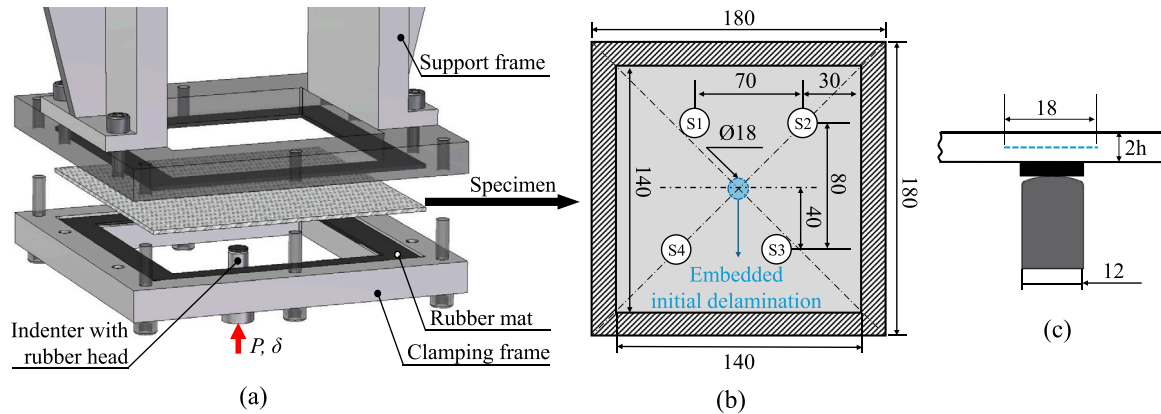 Support frame
Specimen
Indenter with
rubber head
P, δ
Rubber mat
Clamping frame
(a)
180
70
30
S1
S2
Ø18
140
80
40
180
S4
S3
Embedded
initial delamination
140
(b)
18
2h
12
(c)